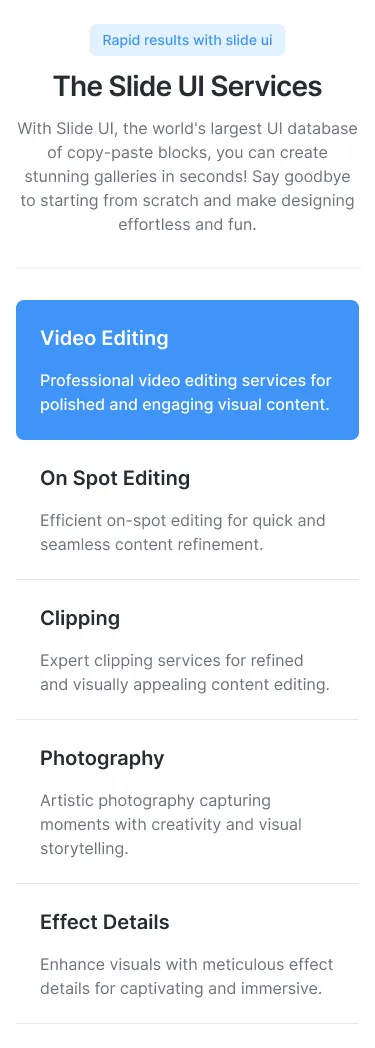 Rapid results with slide ui
The Slide UI Services
With Slide UI, the world's largest UI database
of copy-paste blocks, you can create
stunning galleries in seconds! Say goodbye
to starting from scratch and make designing
effortless and fun.
Video Editing
Professional video editing services for
polished and engaging visual content.
On Spot Editing
Efficient on-spot editing for quick and
seamless content refinement.
Clipping
Expert clipping services for refined
and visually appealing content editing.
Photography
Artistic photography capturing
moments with creativity and visual
storytelling.
Effect Details
Enhance visuals with meticulous effect
details for captivating and immersive.